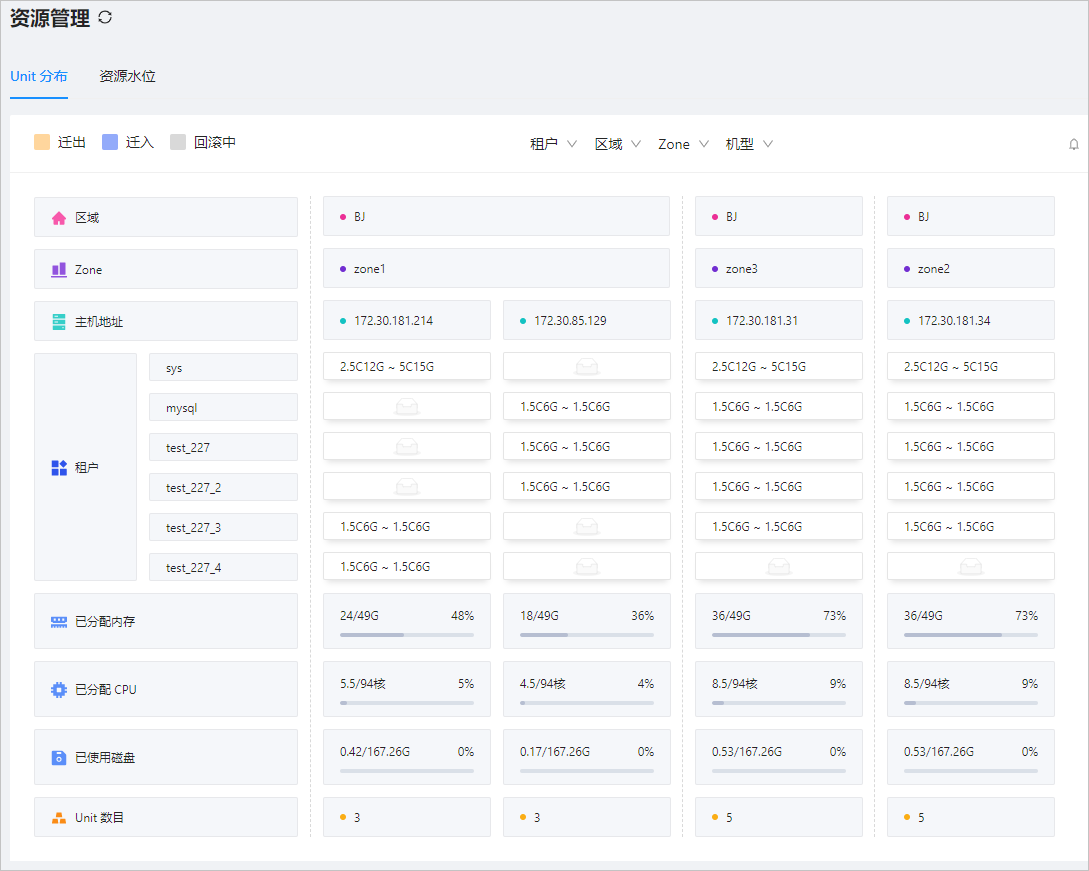 资源管理
Unit 分布 资源水位
迁出 迁入 回滚中 租户 区域 Zone 机型
区域 BJ BJ BJ
Zone zone1 zone3 zone2
主机地址 172.30.181.214 172.30.85.129 172.30.181.31 172.30.181.34
sys 2.5C12G ~ 5C15G 2.5C12G ~ 5C15G 2.5C12G ~ 5C15G
mysql 1.5C6G ~ 1.5C6G 1.5C6G ~ 1.5C6G 1.5C6G ~ 1.5C6G
test_227 1.5C6G ~ 1.5C6G 1.5C6G ~ 1.5C6G 1.5C6G ~ 1.5C6G
租户
test_227_2 1.5C6G ~ 1.5C6G 1.5C6G ~ 1.5C6G 1.5C6G ~ 1.5C6G
test_227_3 1.5C6G ~ 1.5C6G 1.5C6G ~ 1.5C6G 1.5C6G ~ 1.5C6G
test_227_4 1.5C6G ~ 1.5C6G
已分配内存 24/49G 48% 18/49G 36% 36/49G 73% 36/49G 73%
已分配 CPU 5.5/94核 5% 4.5/94核 4% 8.5/94核 9% 8.5/94核 9%
已使用磁盘 0.42/167.26G 0% 0.17/167.26G 0% 0.53/167.26G 0% 0.53/167.26G 0%
Unit 数目 3 3 5 5